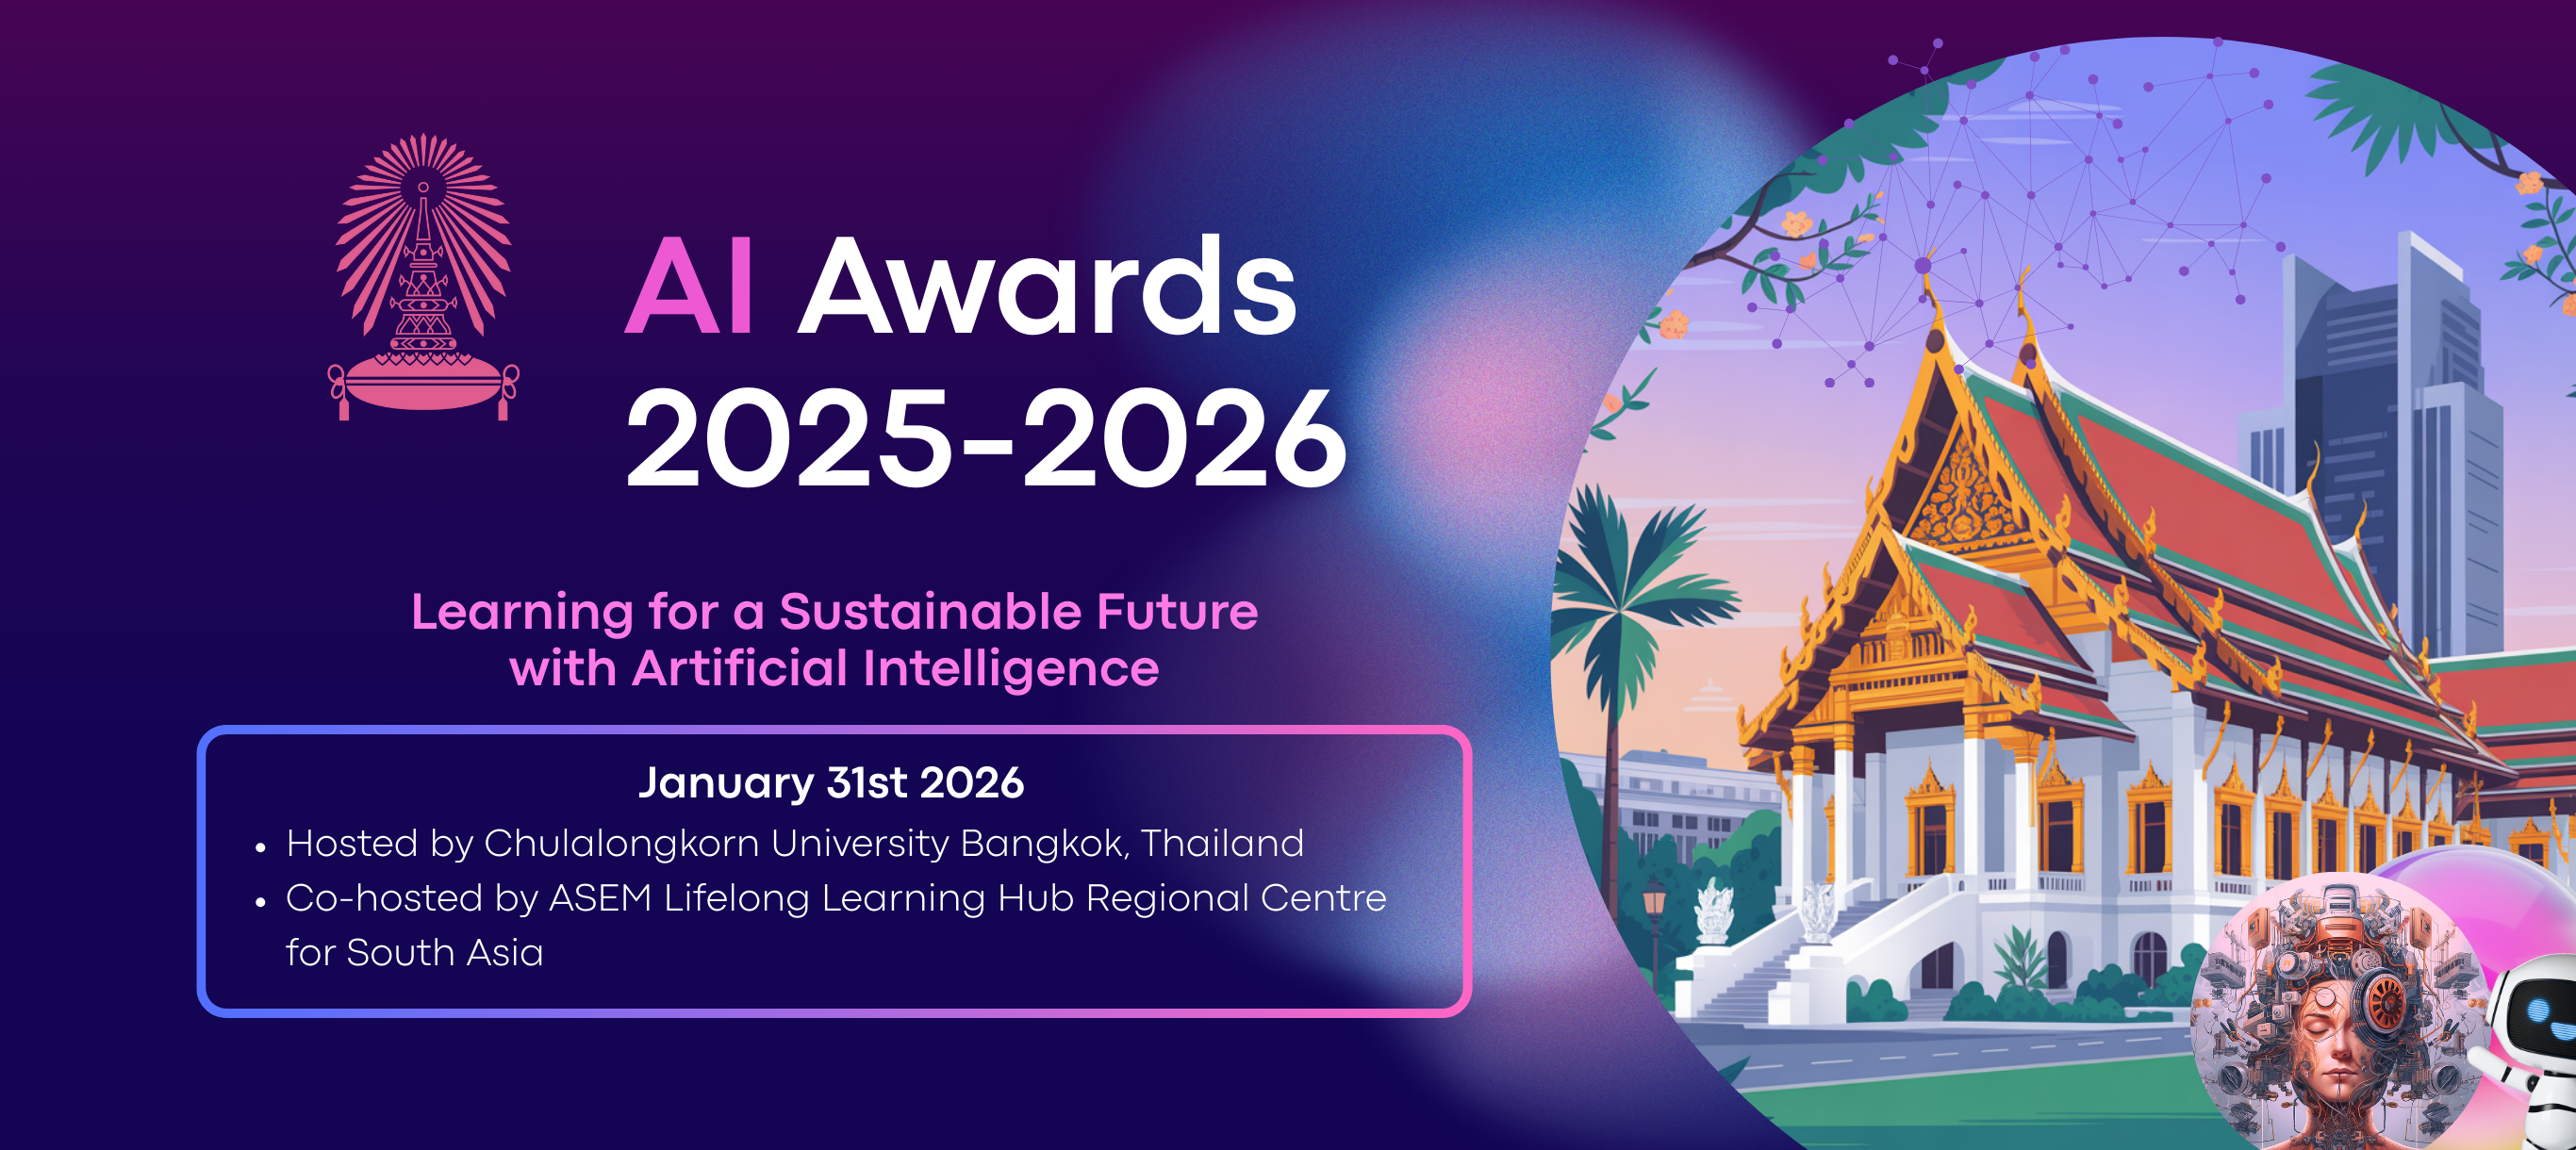 AI Awards
2025-2026
Learning for a Sustainable Future
with Artificial Intelligence
January 31st 2026
• Hosted by Chulalongkorn University Bangkok, Thailand
• Co-hosted by ASEM Lifelong Learning Hub Regional Centre
for South Asia